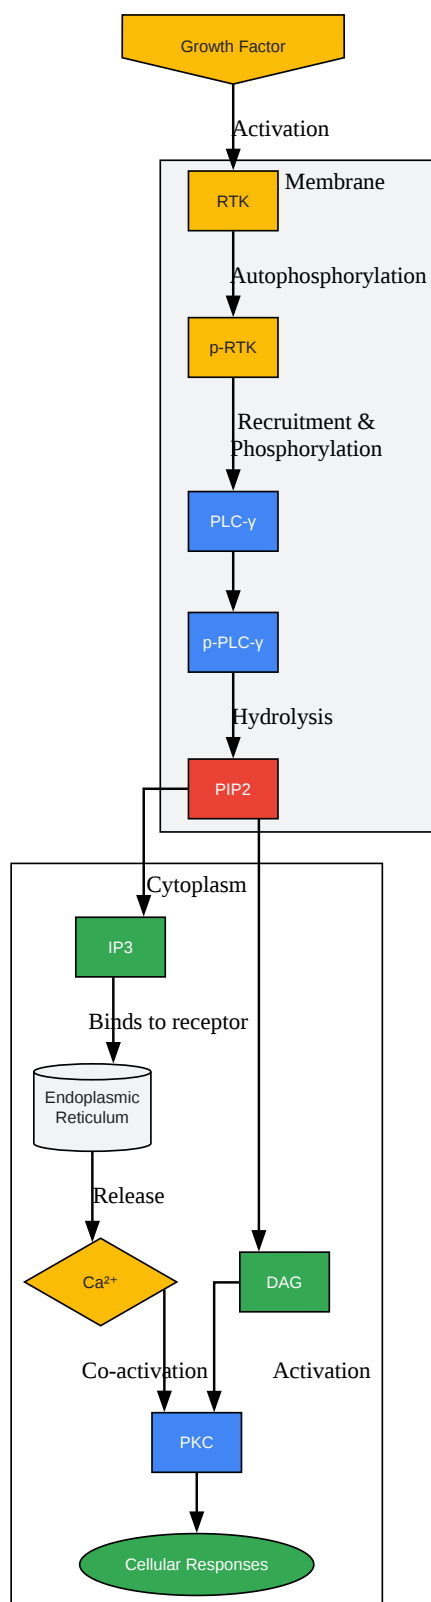 Growth Factor
Activation
Membrane
RTK
Autophosphorylation
p-RTK
Recruitment &
Phosphorylation
PLC-γ
p-PLC-γ
Hydrolysis
PIP2
Cytoplasm
IP3
Binds to receptor
Endoplasmic
Reticulum
Release
Ca²⁺
DAG
Co-activation
Activation
PKC
Cellular Responses